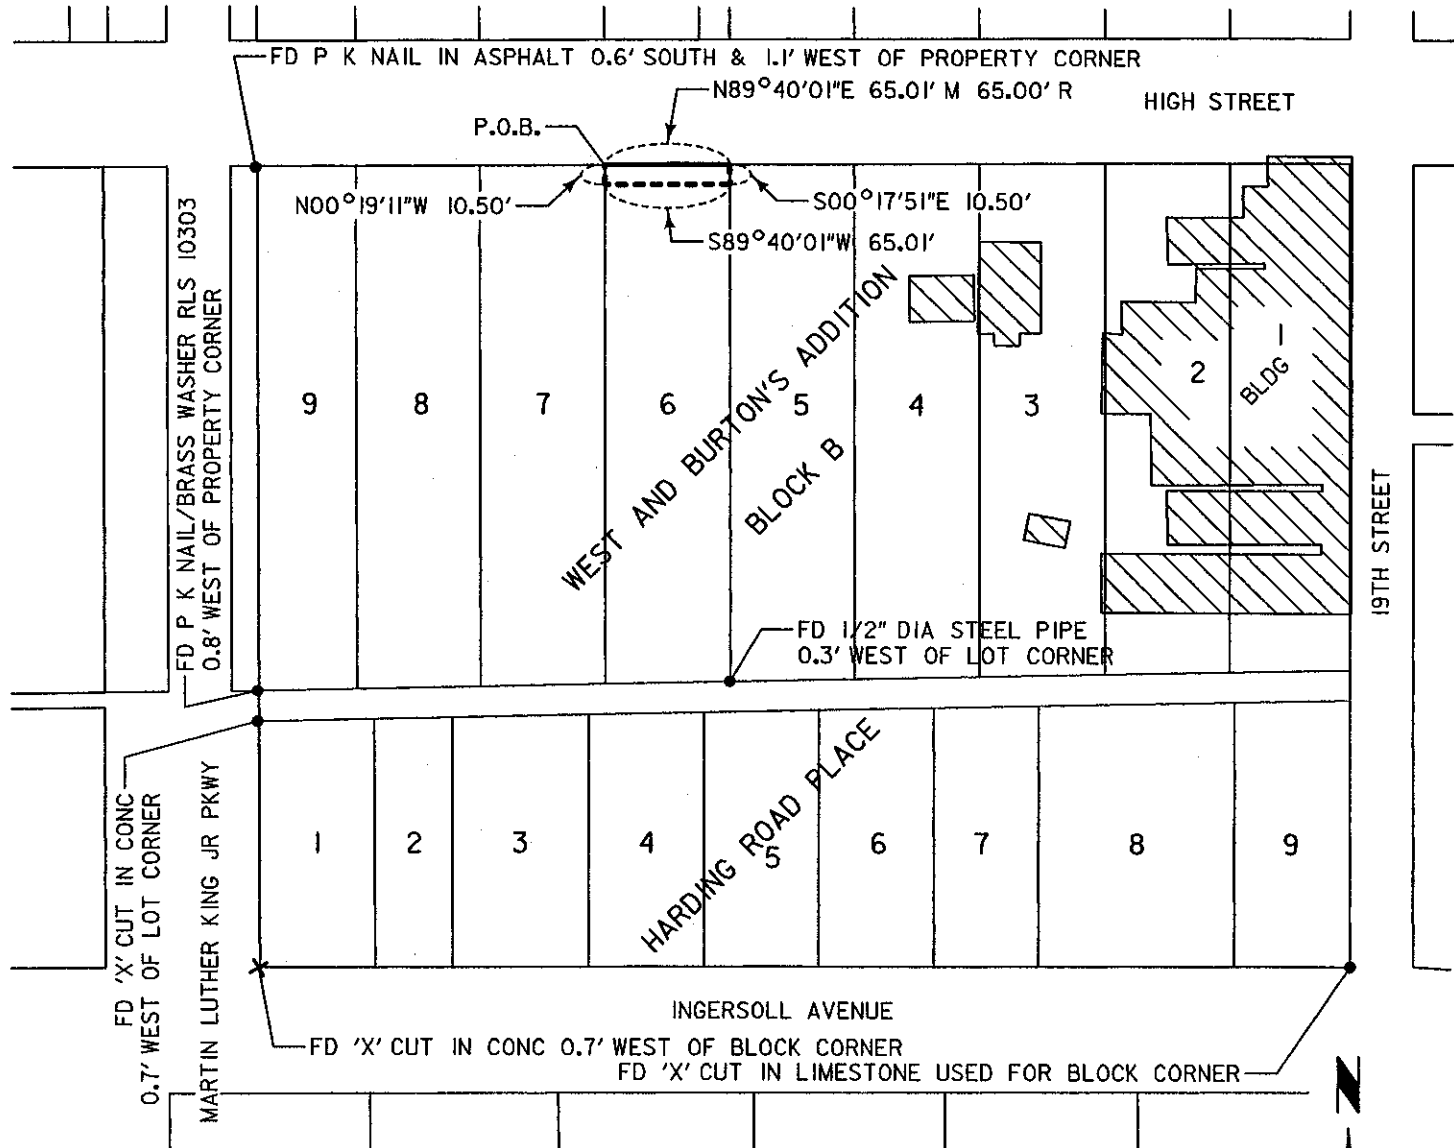 FD P K NAIL IN ASPHALT 0.6' SOUTH & 1.1' WEST OF PROPERTY CORNER
N89°40'01"E 65.01' M 65.00' R
HIGH STREET
P.O.B.
N00°19'11"W 10.50'
S00°17'51"E 10.50'
S89°40'01"W 65.01'
FD P K NAIL/BRASS WASHER RLS 10303
0.8' WEST OF PROPERTY CORNER
9
8
7
6
5
4
3
2
1
BLDG
WEST AND BURTON'S ADDITION
BLOCK B
19TH STREET
FD 1/2" DIA STEEL PIPE
0.3' WEST OF LOT CORNER
FD 'X' CUT IN CONC
0.7' WEST OF LOT CORNER
MARTIN LUTHER KING JR PKWY
1
2
3
4
5
6
7
8
9
HARDING ROAD PLACE
INGERSOLL AVENUE
FD 'X' CUT IN CONC 0.7' WEST OF BLOCK CORNER
FD 'X' CUT IN LIMESTONE USED FOR BLOCK CORNER
N